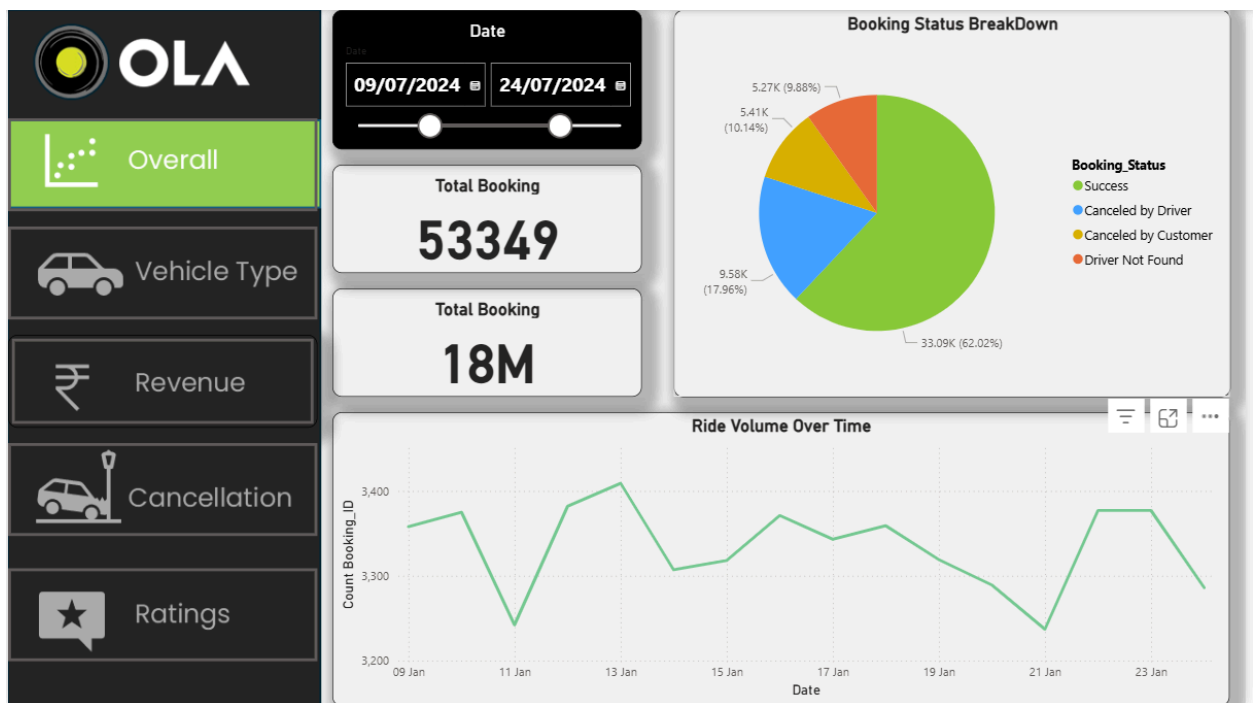 OLA
Overall
Vehicle Type
Revenue
Cancellation
Ratings
Date
Date
09/07/2024
24/07/2024
Total Booking
53349
Total Booking
18M
Booking Status BreakDown
5.27K (9.88%)
5.41K
(10.14%)
9.58K
(17.96%)
33.09K (62.02%)
Booking_Status
Success
Canceled by Driver
Canceled by Customer
Driver Not Found
Ride Volume Over Time
Count Booking_ID
3,400
3,300
3,200
09 Jan
11 Jan
13 Jan
15 Jan
17 Jan
19 Jan
21 Jan
23 Jan
Date